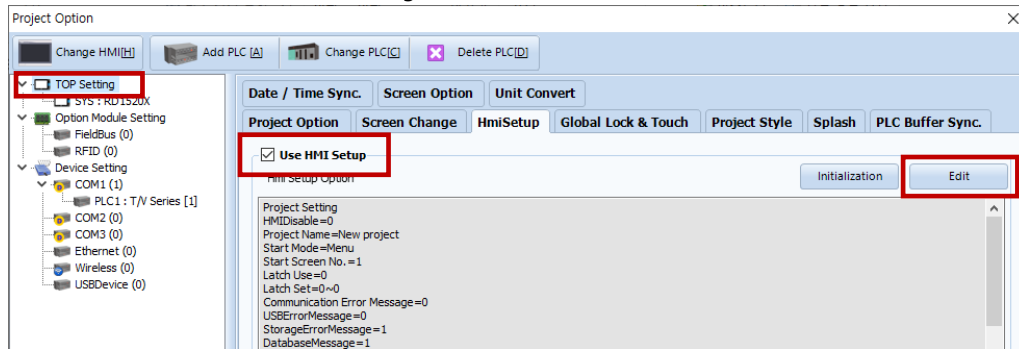 Project Option
Change HMI[H] Add PLC [A] Change PLC[C] Delete PLC[D]
TOP Setting
SYS : RD1520X
Option Module Setting
FieldBus (0)
RFID (0)
Device Setting
COM1 (1)
PLC1 : T/V Series [1]
COM2 (0)
COM3 (0)
Ethernet (0)
Wireless (0)
USBDevice (0)
Date / Time Sync. Screen Option Unit Convert
Project Option Screen Change HmiSetup Global Lock & Touch Project Style Splash PLC Buffer Sync.
Use HMI Setup
Hmi Setup Option
Initialization Edit
Project Setting
HMIDisable=0
Project Name=New project
Start Mode=Menu
Start Screen No.=1
Latch Use=0
Latch Set=0~0
Communication Error Message=0
USBErrorMessage=0
StorageErrorMessage=1
DatabaseMessage=1